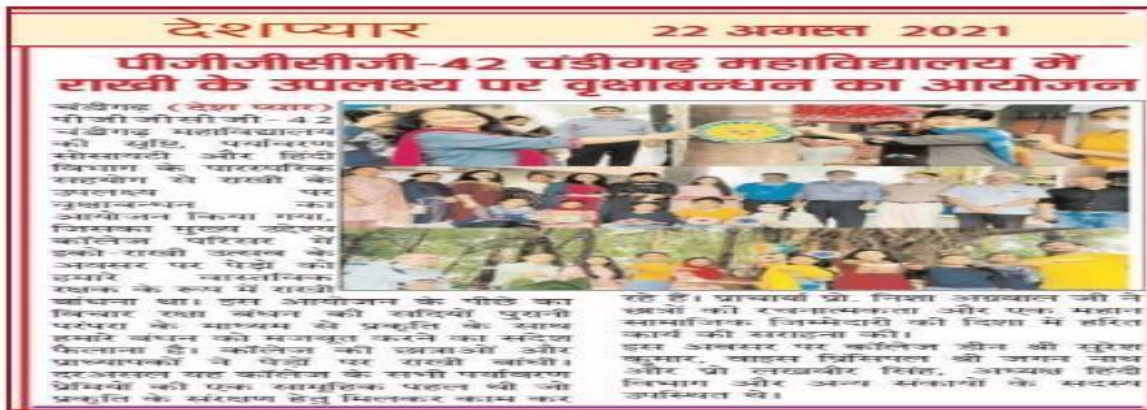 देशप्यार 22 अगस्त 2021
पीजीजीसीजी-42 चंडीगढ़ महाविद्यालय में
राखी के उपलक्ष्य पर वृक्षाबन्धन का आयोजन
चंडीगढ़ (देश प्यार)
पीजीजीसीजी-42
चंडीगढ़ महाविद्यालय
की सृष्टि, पर्यावरण
सोसायटी और हिंदी
विभाग के पारस्परिक
सहयोग से राखी के
उपलक्ष्य पर
वृक्षाबन्धन का
आयोजन किया गया,
जिसका मुख्य उद्देश्य
कॉलेज परिसर में
इको-राखी उत्सव के
अवसर पर पेड़ों को
हमारे वास्तविक
रक्षक के रूप में राखी
बांधना था। इस आयोजन के पीछे का
विचार रक्षा बंधन की सदियों पुरानी
परंपरा के माध्यम से प्रकृति के साथ
हमारे बंधन को मजबूत करने का संदेश
फैलाना है। कॉलेज की छात्राओं और
प्राध्यापकों ने पेड़ों पर राखी बांधी।
दरअसल यह कॉलेज के सभी पर्यावरण
प्रेमियों की एक सामूहिक पहल थी जो
प्रकृति के संरक्षण हेतु मिलकर काम कर
रहे हैं। प्राचार्या प्रो. निशा अग्रवाल जी ने
छात्रों की रचनात्मकता और एक महान
सामाजिक जिम्मेदारी की दिशा में हरित
कार्य की सराहना की।
इस अवसर पर कॉलेज डीन श्री सुरेश
कुमार, वाइस प्रिंसिपल श्री जगन नाथ
और प्रो लखबीर सिंह, अध्यक्ष हिंदी
विभाग और अन्य संकायों के सदस्य
उपस्थित थे।